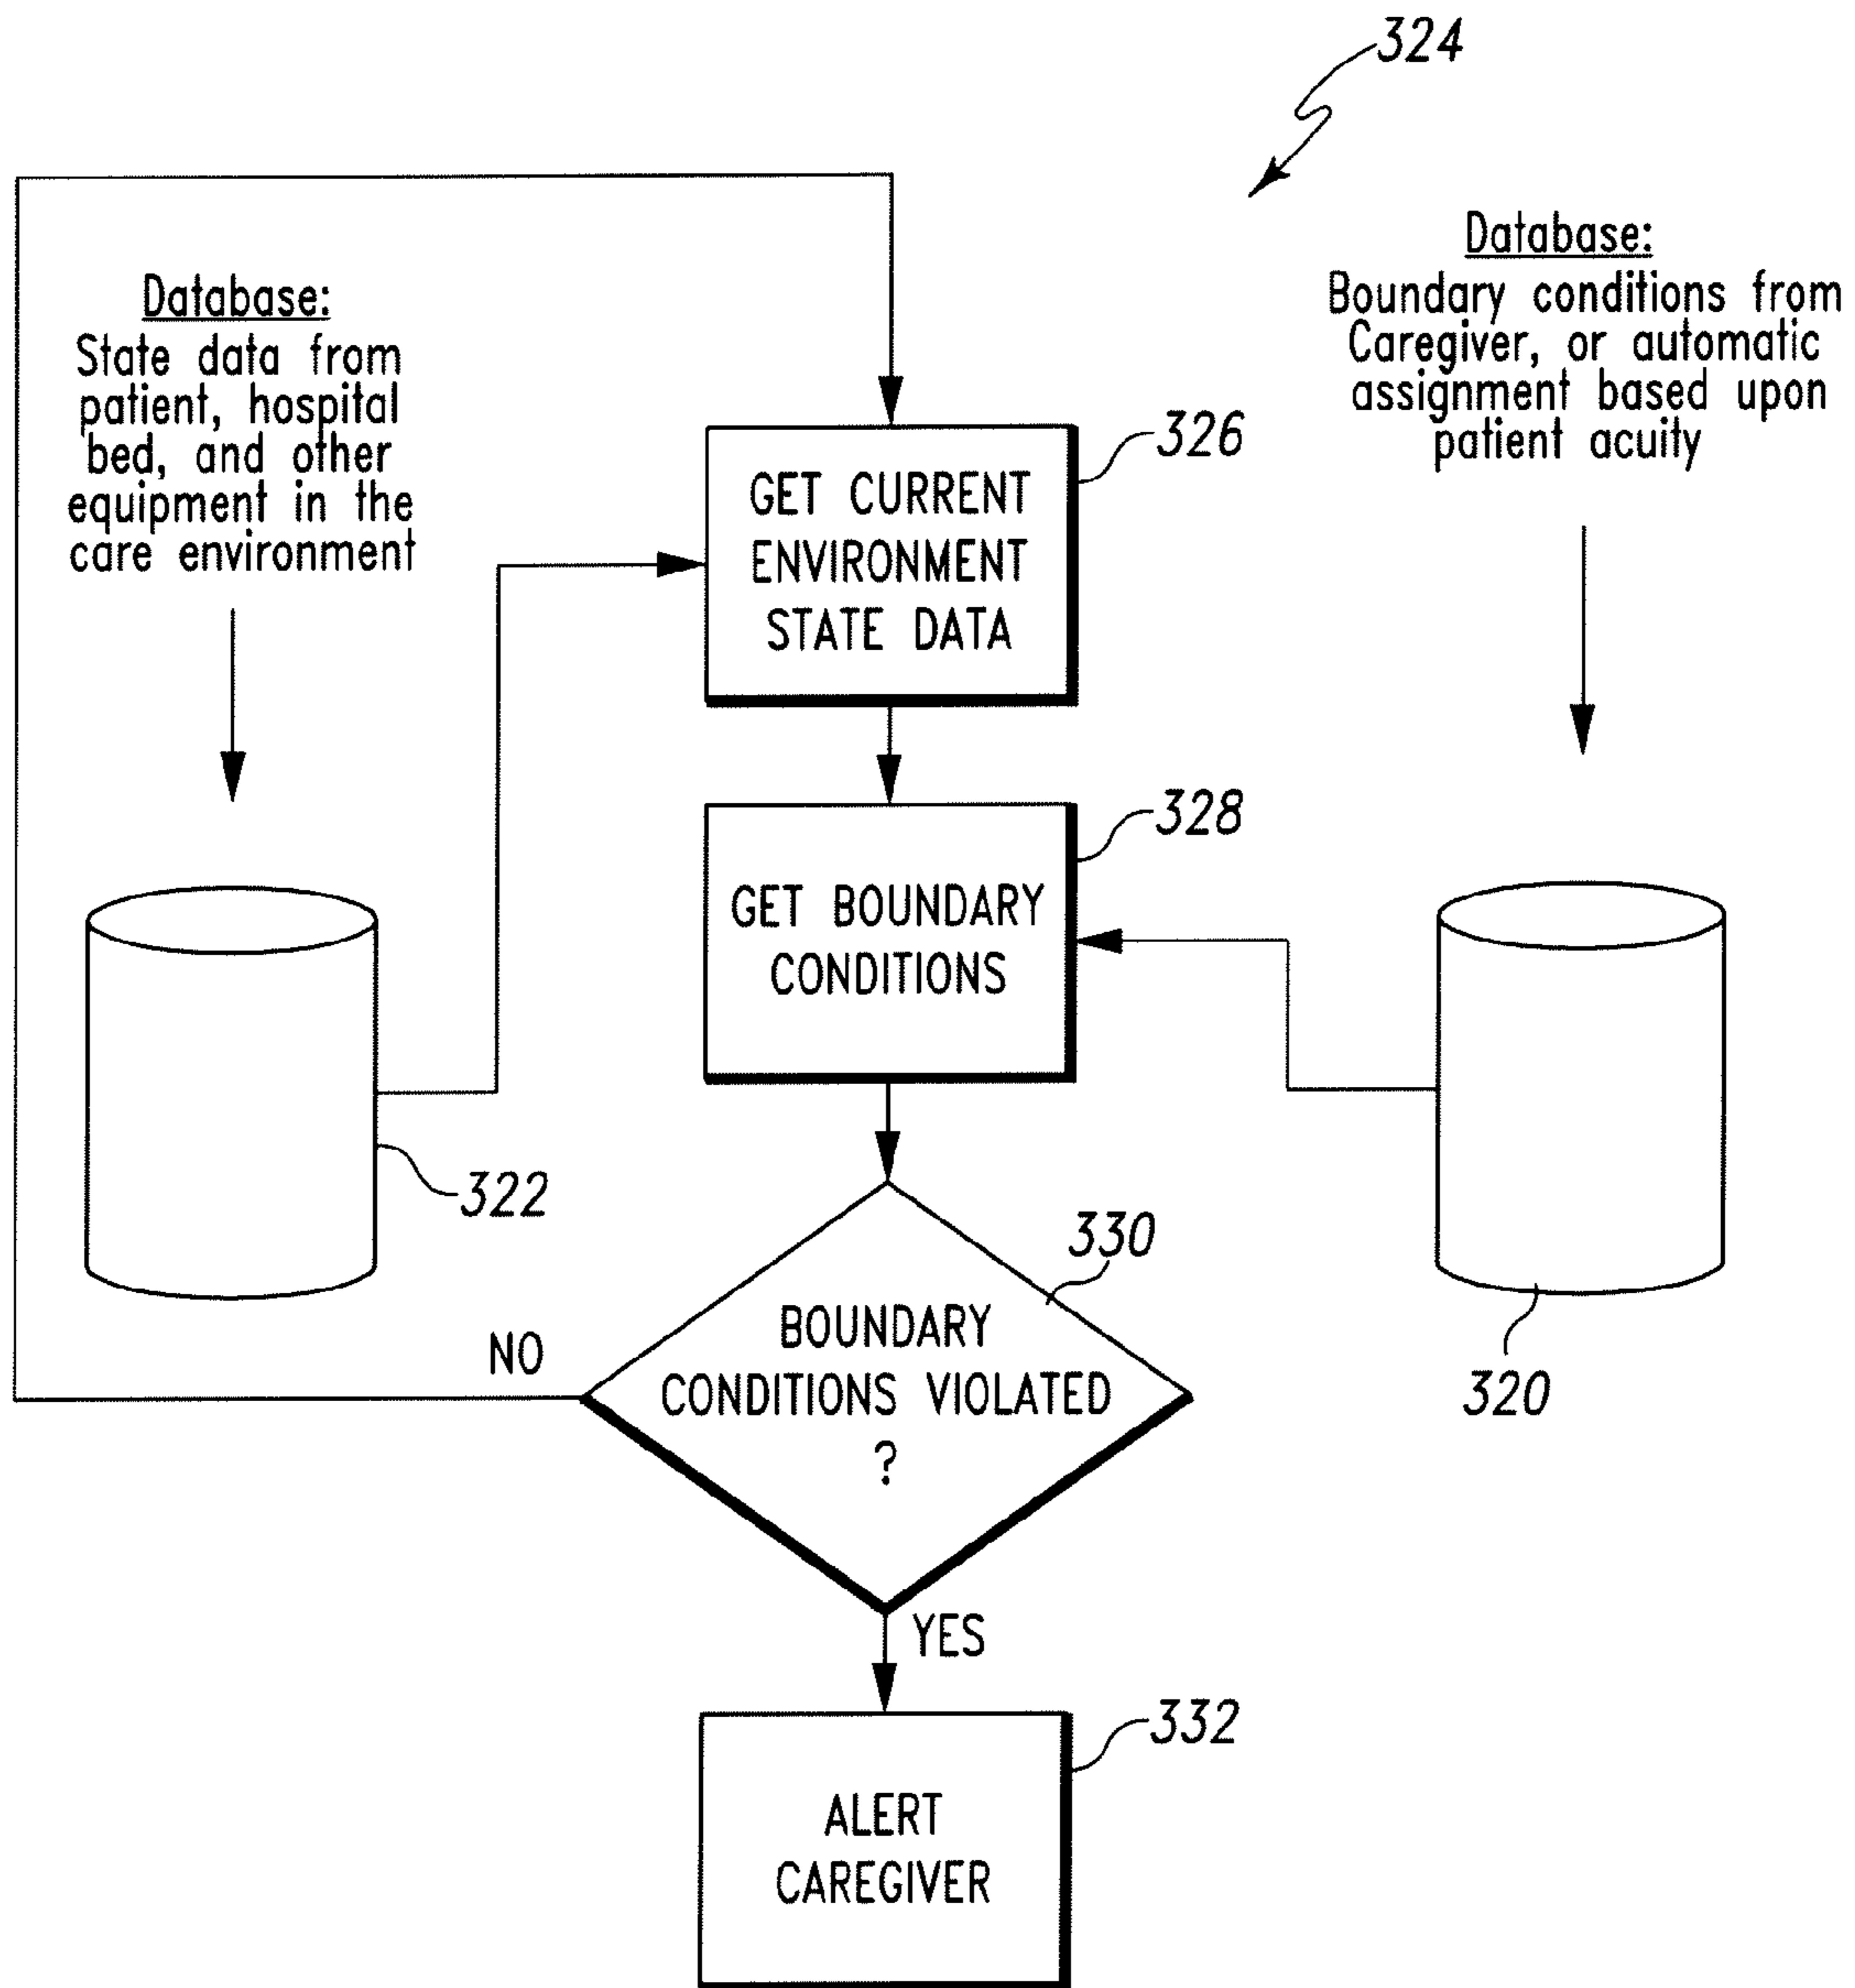 324
Database:
State data from
patient, hospital
bed, and other
equipment in the
care environment
Database:
Boundary conditions from
Caregiver, or automatic
assignment based upon
patient acuity
326
GET CURRENT
ENVIRONMENT
STATE DATA
328
GET BOUNDARY
CONDITIONS
322
330
BOUNDARY
CONDITIONS VIOLATED
?
NO
320
YES
332
ALERT
CAREGIVER